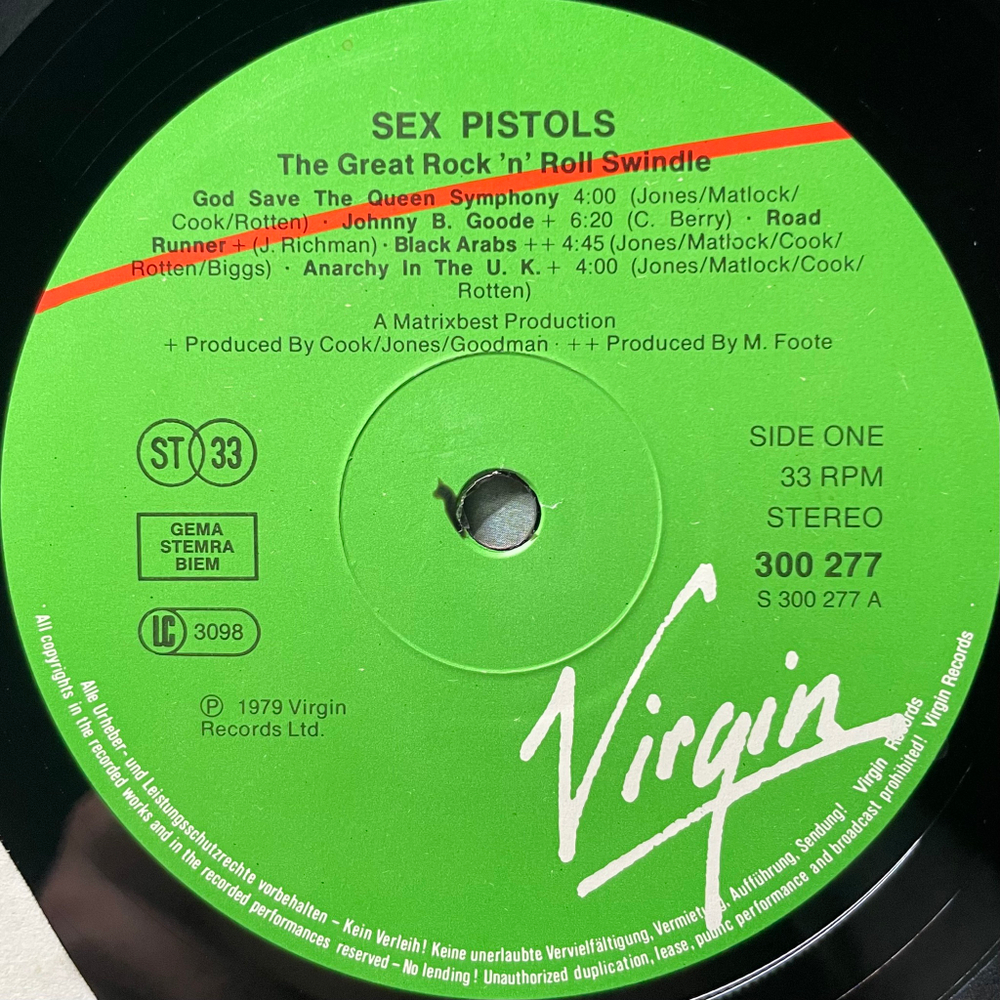 SEX PISTOLS
The Great Rock 'n' Roll Swindle
God Save The Queen Symphony 4:00 (Jones/Matlock/
Cook/Rotten) · Johnny B. Goode + 6:20 (C. Berry) · Road
Runner + (J. Richman) · Black Arabs ++ 4:45 (Jones/Matlock/Cook/
Rotten/Biggs) · Anarchy In The U. K. + 4:00 (Jones/Matlock/Cook/
Rotten)
A Matrixbest Production
+ Produced By Cook/Jones/Goodman · ++ Produced By M. Foote
ST 33
GEMA
STEMRA
BIEM
LC 3098
℗ 1979 Virgin
Records Ltd.
SIDE ONE
33 RPM
STEREO
300 277
S 300 277 A
Virgin
Alle Urheber- und Leistungsschutzrechte vorbehalten – Kein Verleih! Keine unerlaubte Vervielfältigung, Vermietung, Aufführung, Sendung! Virgin Records
· All copyrights in the recorded works and in the recorded performances reserved – No lending! Unauthorized duplication, lease, public performance and broadcast prohibited! Virgin Records